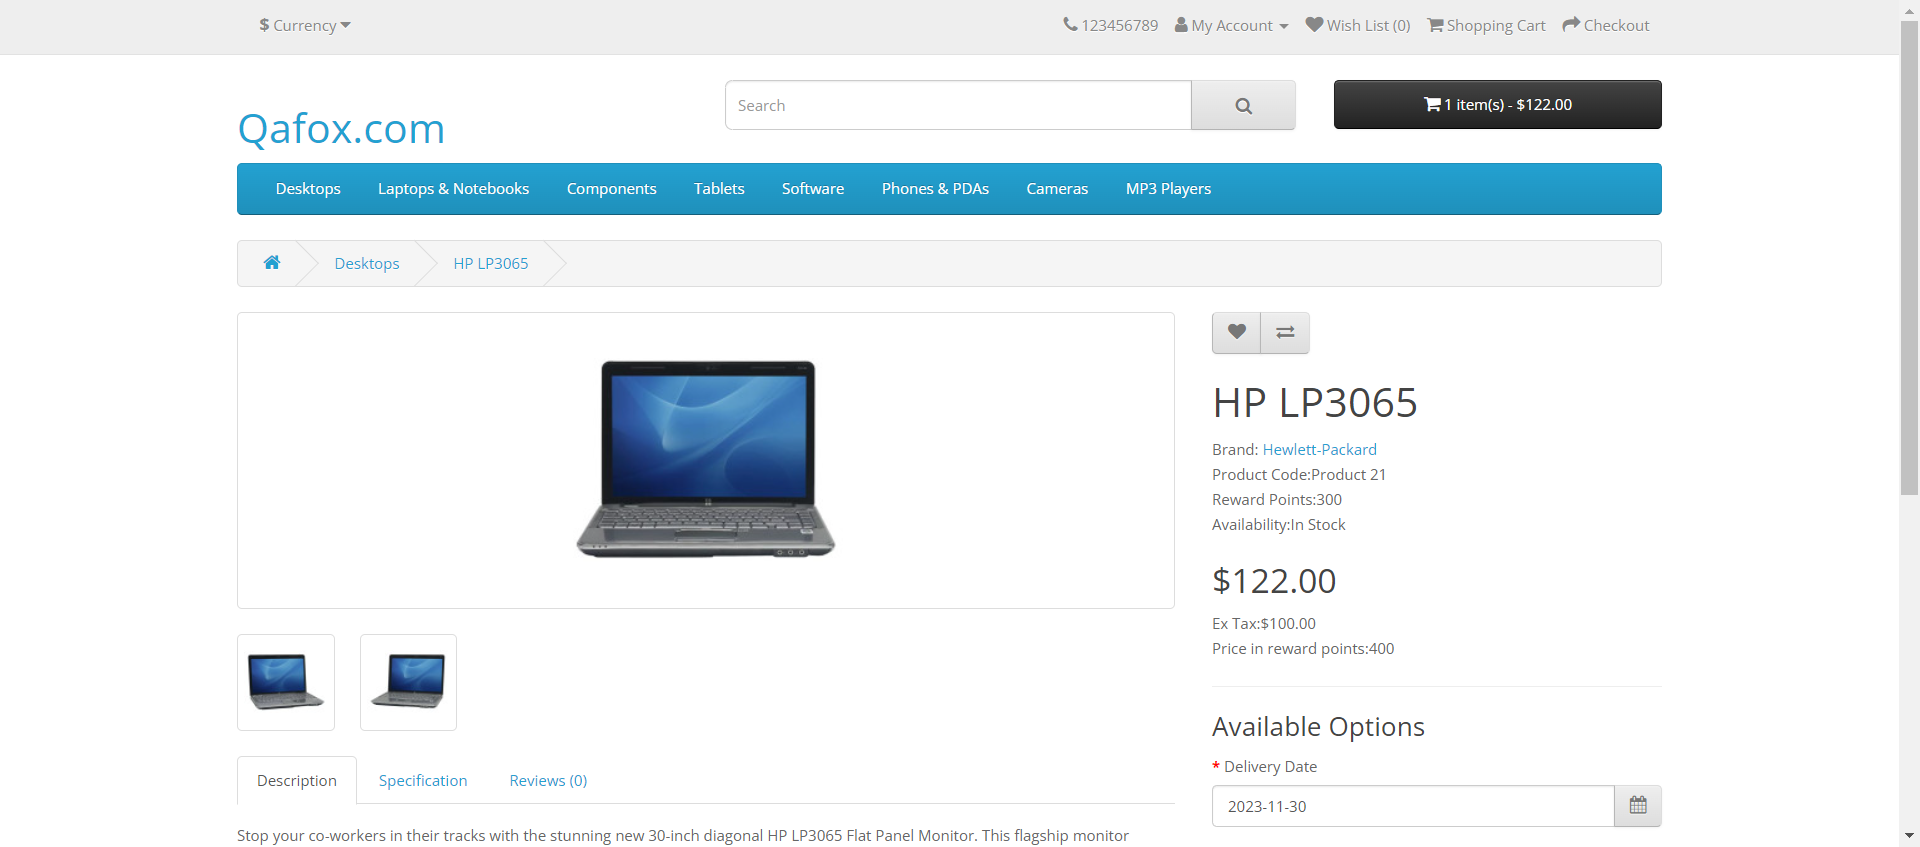 $ Currency
123456789 My Account Wish List (0) Shopping Cart Checkout
Search
1 item(s) - $122.00
Qafox.com
Desktops Laptops & Notebooks Components Tablets Software Phones & PDAs Cameras MP3 Players
Desktops HP LP3065
HP LP3065
Brand: Hewlett-Packard
Product Code:Product 21
Reward Points:300
Availability:In Stock
$122.00
Ex Tax:$100.00
Price in reward points:400
Available Options
* Delivery Date
2023-11-30
Description Specification Reviews (0)
Stop your co-workers in their tracks with the stunning new 30-inch diagonal HP LP3065 Flat Panel Monitor. This flagship monitor